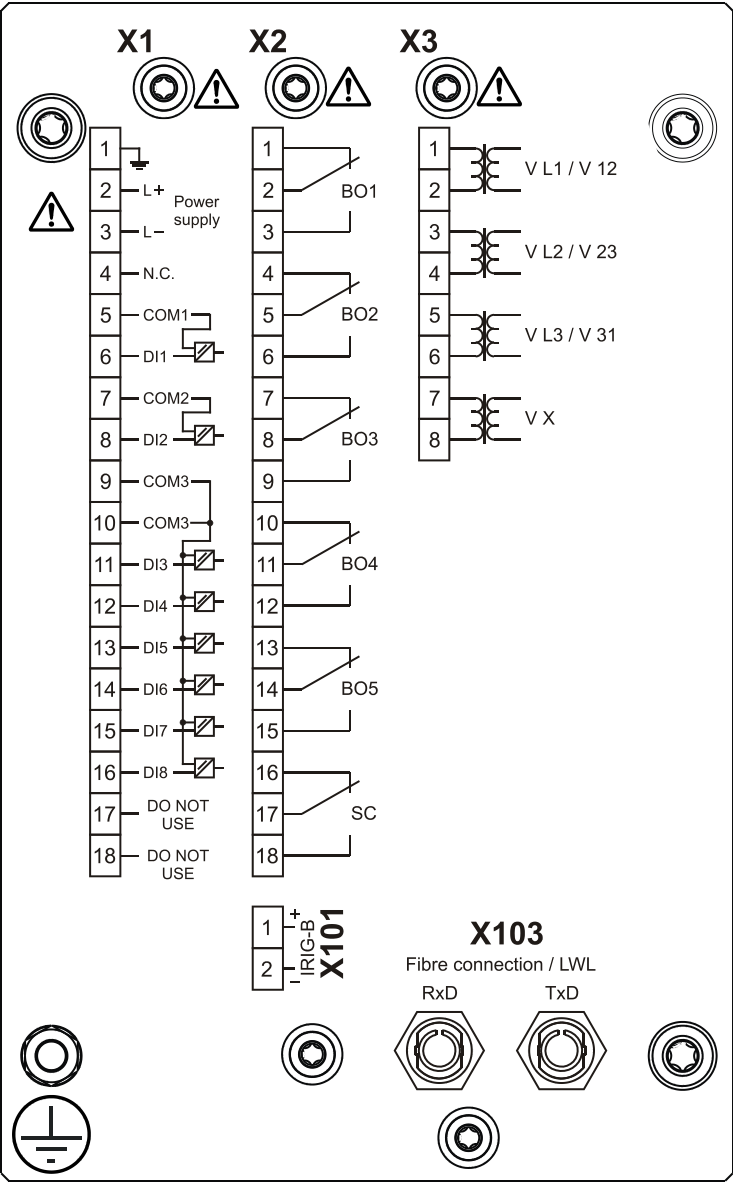 X1 X2 X3
1
2 L+
Power
supply
3 L−
4 N.C.
5 COM1
6 DI1
7 COM2
8 DI2
9 COM3
10 COM3
11 DI3
12 DI4
13 DI5
14 DI6
15 DI7
16 DI8
17 DO NOT
USE
18 DO NOT
USE
1
2 BO1
3
4
5 BO2
6
7
8 BO3
9
10
11 BO4
12
13
14 BO5
15
16
17 SC
18
1
V L1 / V 12
2
3
V L2 / V 23
4
5
V L3 / V 31
6
7
V X
8
1 +
2 −
IRIG-B
X101
X103
Fibre connection / LWL
RxD TxD